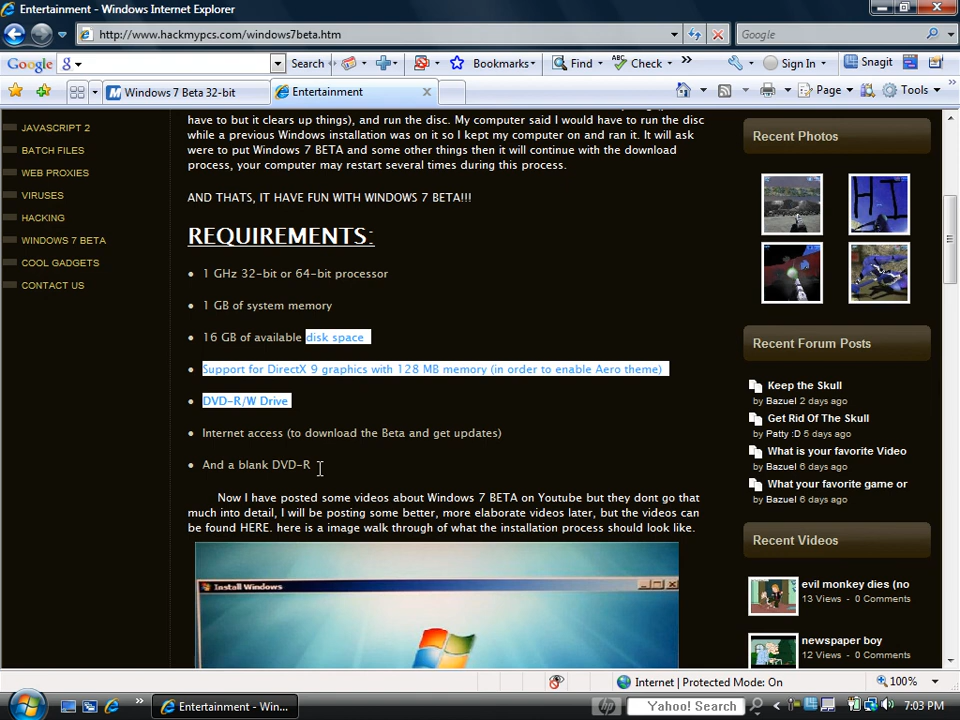 Entertainment - Windows Internet Explorer
http://www.hackmypcs.com/windows7beta.htm
Google
Google
Search
Bookmarks
Find
ABC Check
Sign In
Snagit
Windows 7 Beta 32-bit
Entertainment
Page
Tools
have to but it clears up things), and run the disc. My computer said I would have to run the disc
while a previous Windows installation was on it so I kept my computer on and ran it. It will ask
were to put Windows 7 BETA and some other things then it will continue with the download
process, your computer may restart several times during this process.
AND THATS, IT HAVE FUN WITH WINDOWS 7 BETA!!!
REQUIREMENTS:
1 GHz 32-bit or 64-bit processor
1 GB of system memory
16 GB of available disk space
Support for DirectX 9 graphics with 128 MB memory (in order to enable Aero theme)
DVD-R/W Drive
Internet access (to download the Beta and get updates)
And a blank DVD-R
Now I have posted some videos about Windows 7 BETA on Youtube but they dont go that
much into detail, I will be posting some better, more elaborate videos later, but the videos can
be found HERE. here is a image walk through of what the installation process should look like.
Install Windows
JAVASCRIPT 2
BATCH FILES
WEB PROXIES
VIRUSES
HACKING
WINDOWS 7 BETA
COOL GADGETS
CONTACT US
Recent Photos
HI
Recent Forum Posts
Keep the Skull
by Bazuel 2 days ago
Get Rid Of The Skull
by Patty :D 5 days ago
What is your favorite Video
by Bazuel 6 days ago
What your favorite game or
by Bazuel 6 days ago
Recent Videos
evil monkey dies (no
13 Views - 0 Comments
newspaper boy
12 Views - 0 Comments
Internet | Protected Mode: On
100%
Entertainment - Win...
hp
Yahoo! Search
7:03 PM